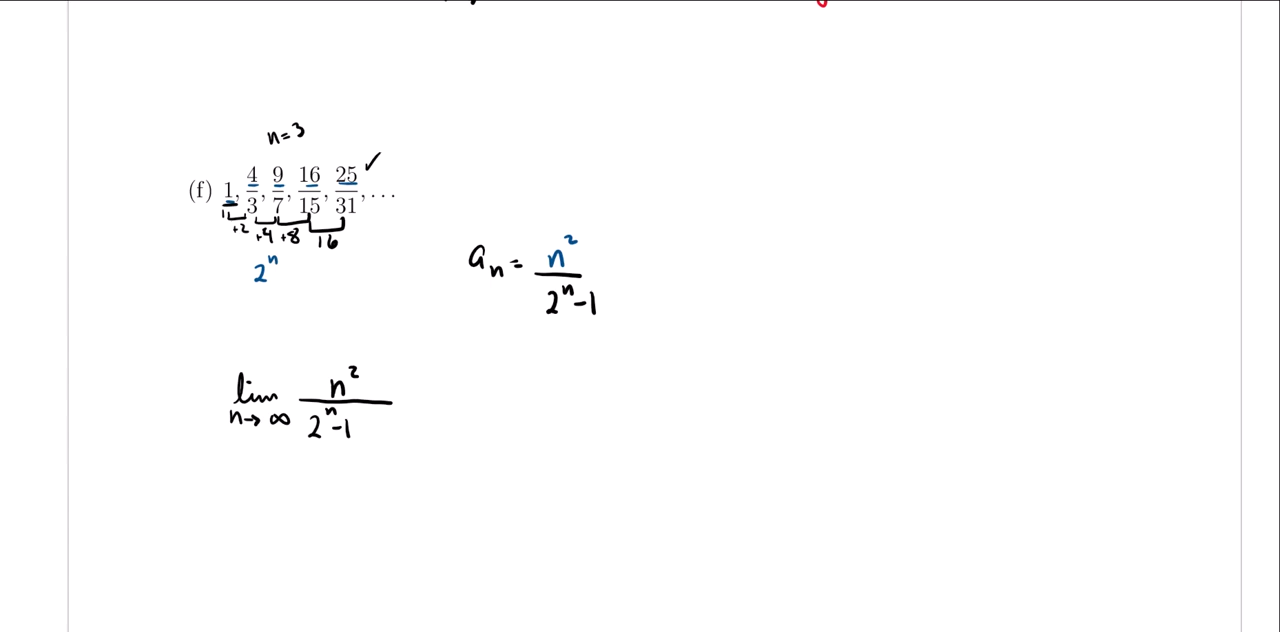 n=3
(f) 1, 4/3, 9/7, 16/15, 25/31, ... ✓
1 +2 +4 +8 16
2^n
a_n = n^2/(2^n-1)
lim n→∞ n^2/(2^n-1)